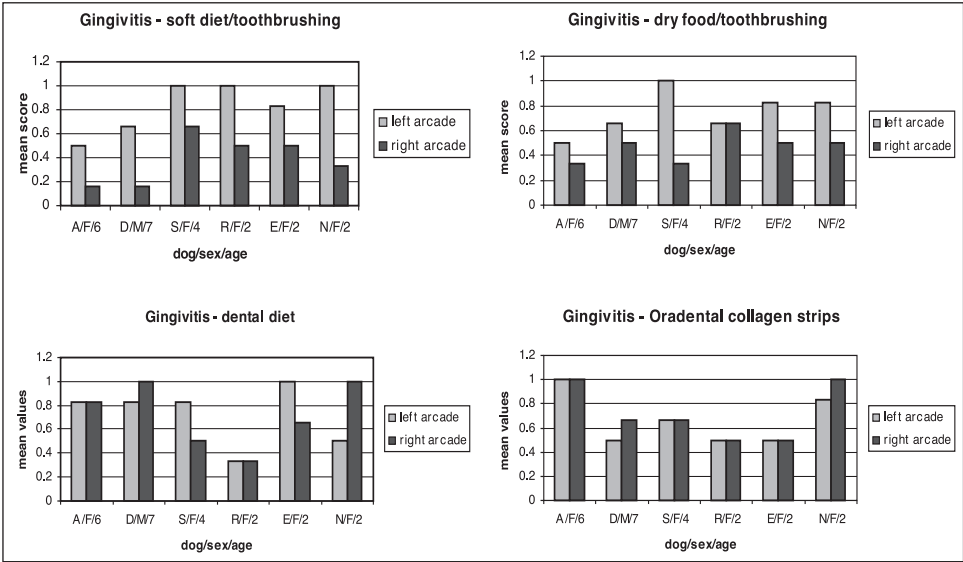 Gingivitis - soft diet/toothbrushing
1.2
1
0.8
0.6
0.4
0.2
0
mean score
A/F/6 D/M/7 S/F/4 R/F/2 E/F/2 N/F/2
dog/sex/age
left arcade
right arcade
Gingivitis - dry food/toothbrushing
1.2
1
0.8
0.6
0.4
0.2
0
mean score
A/F/6 D/M/7 S/F/4 R/F/2 E/F/2 N/F/2
dog/sex/age
left arcade
right arcade
Gingivitis - dental diet
1.2
1
0.8
0.6
0.4
0.2
0
mean values
A/F/6 D/M/7 S/F/4 R/F/2 E/F/2 N/F/2
dog/sex/age
left arcade
right arcade
Gingivitis - Oradental collagen strips
1.2
1
0.8
0.6
0.4
0.2
0
mean values
A/F/6 D/M/7 S/F/4 R/F/2 E/F/2 N/F/2
dog/sex/age
left arcade
right arcade